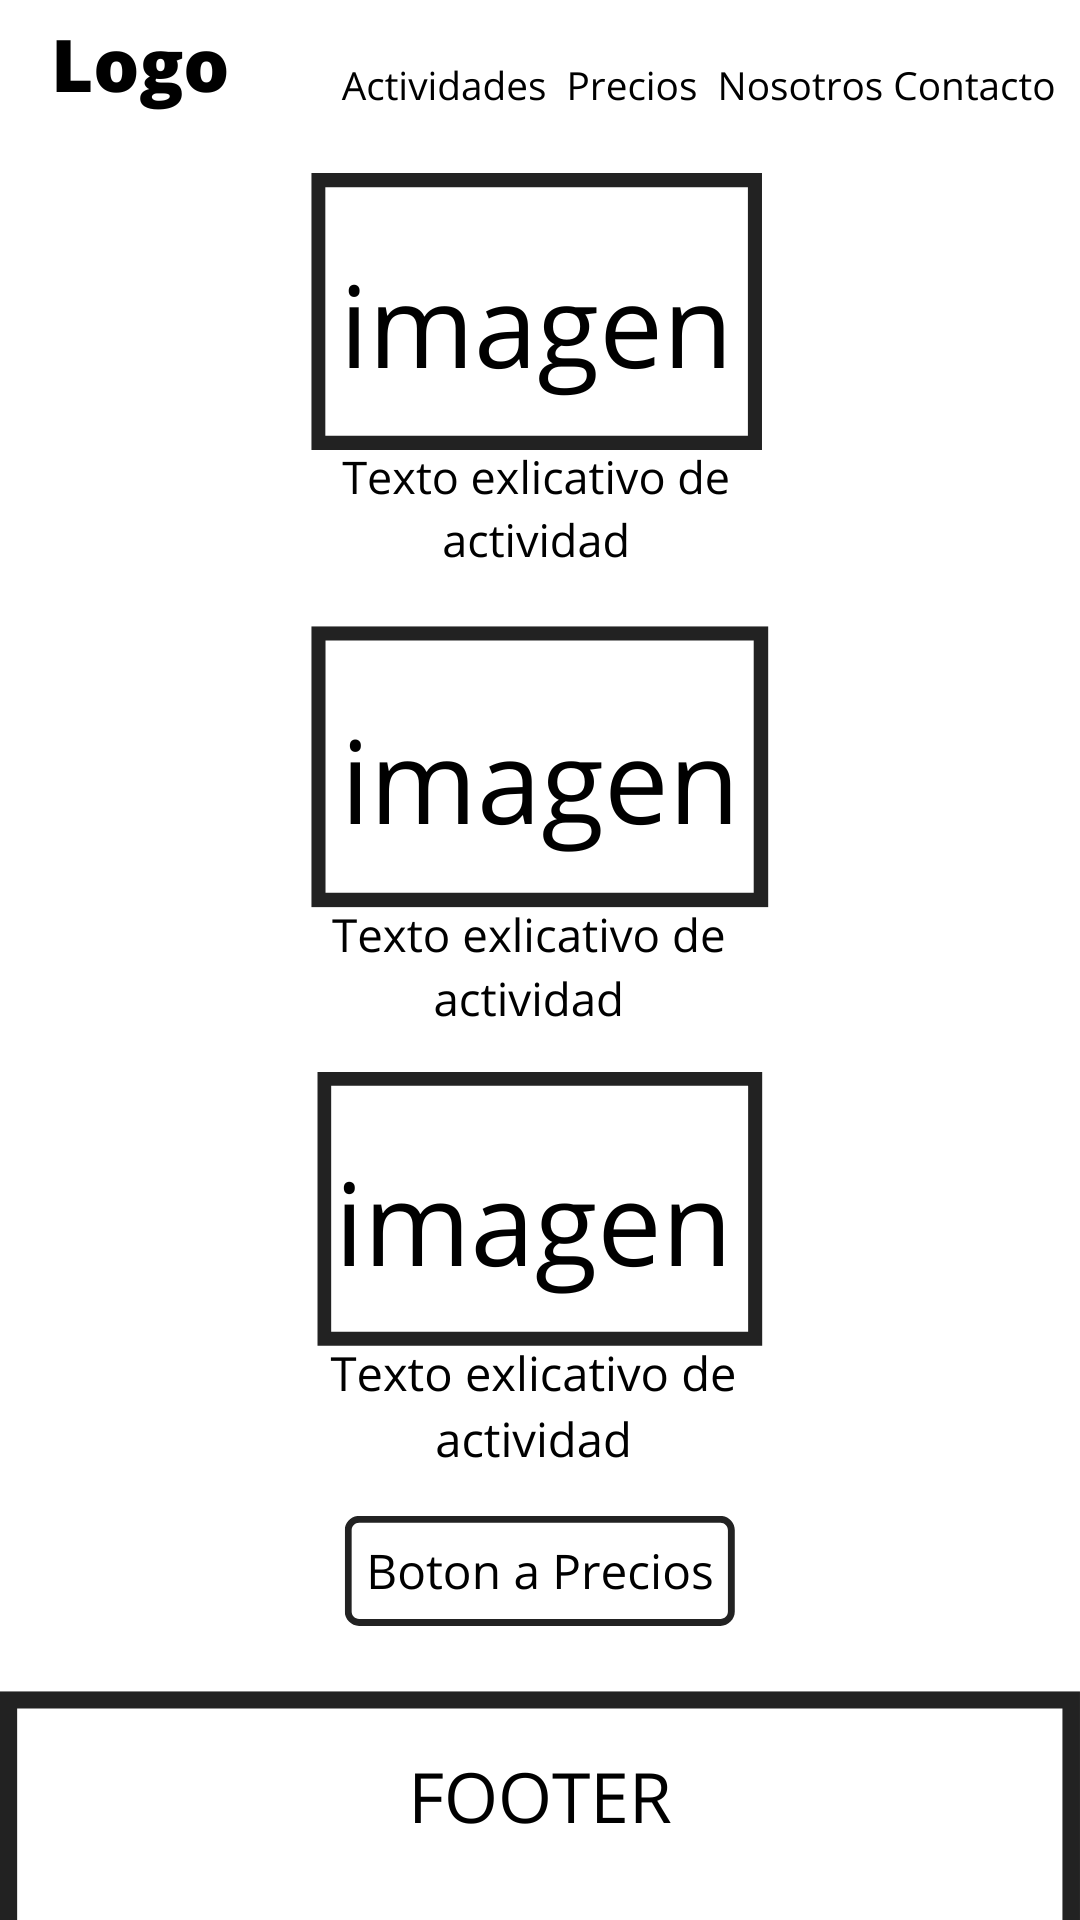 Logo
Actividades Precios Nosotros Contacto
imagen
Texto exlicativo de
actividad
imagen
Texto exlicativo de
actividad
imagen
Texto exlicativo de
actividad
Boton a Precios
FOOTER